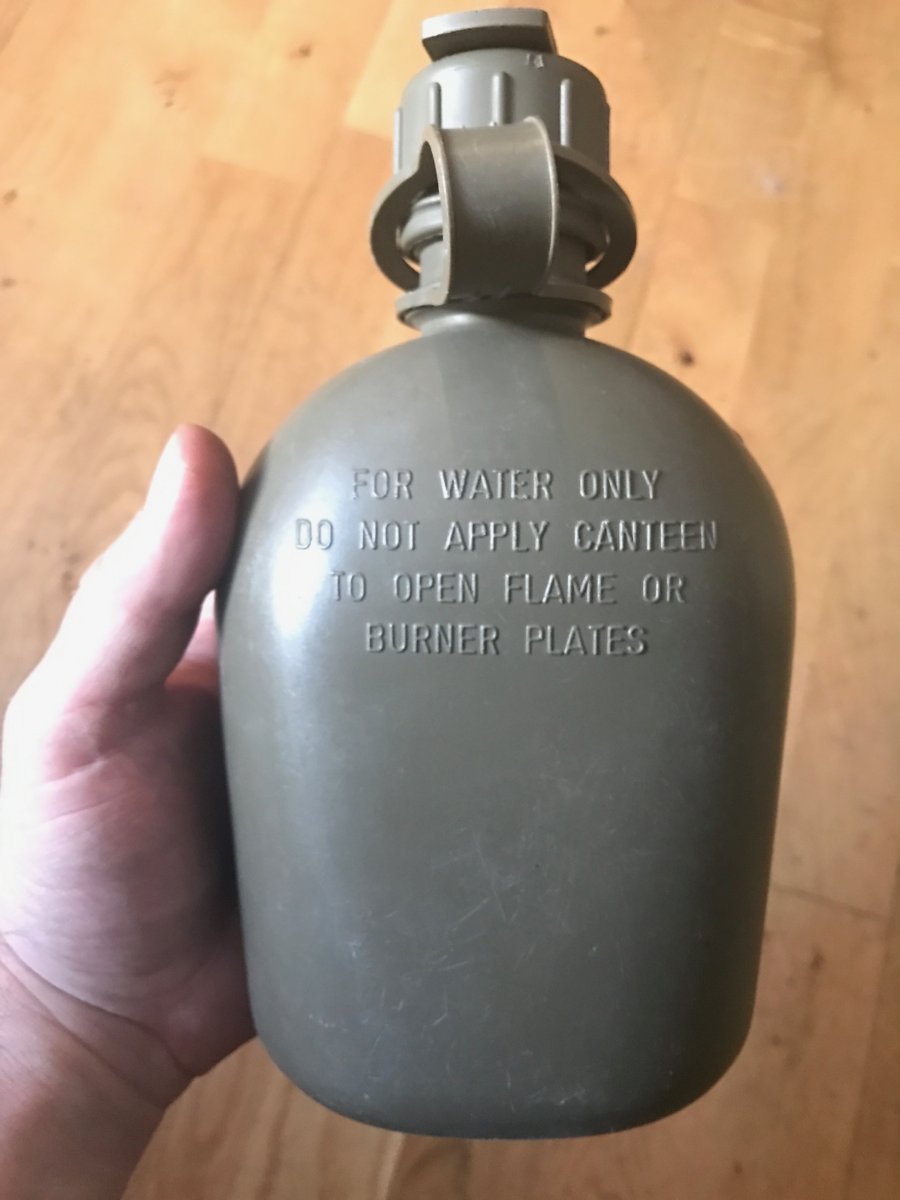 FOR WATER ONLY
DO NOT APPLY CANTEEN
TO OPEN FLAME OR
BURNER PLATES